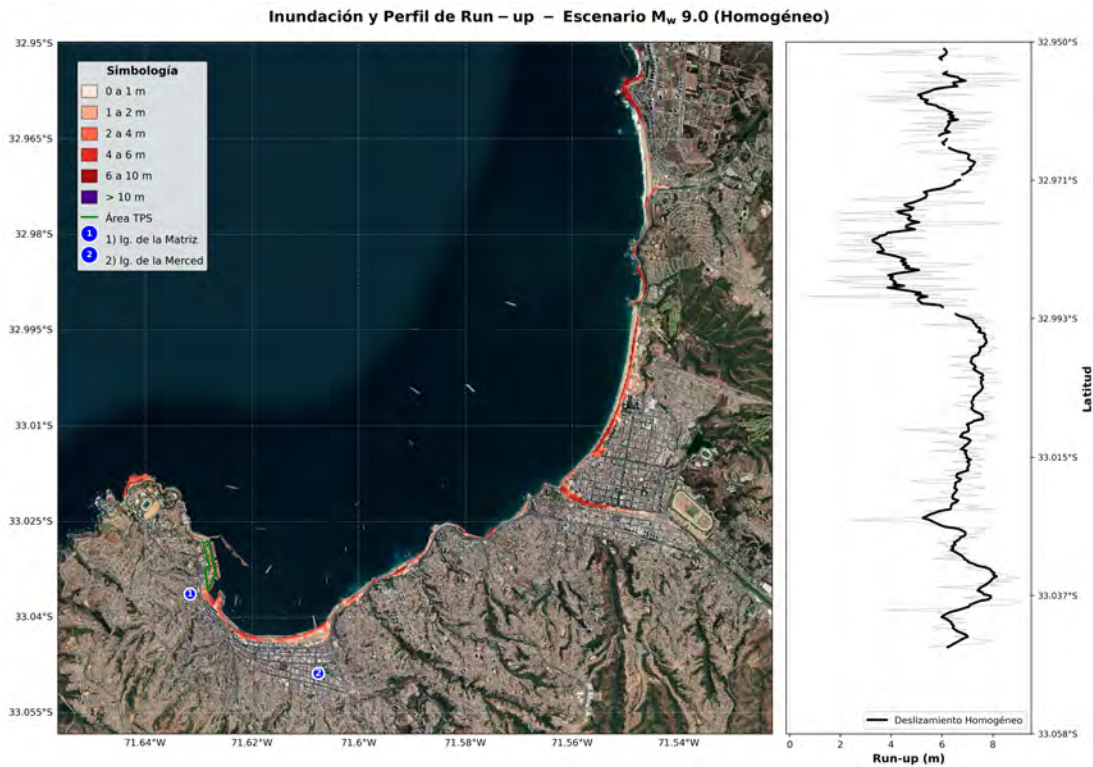 Inundación y Perfil de Run – up – Escenario Mw 9.0 (Homogéneo)
32.95°S
32.965°S
32.98°S
32.995°S
33.01°S
33.025°S
33.04°S
33.055°S
Simbología
0 a 1 m
1 a 2 m
2 a 4 m
4 a 6 m
6 a 10 m
> 10 m
Área TPS
1 1) Ig. de la Matriz
2 2) Ig. de la Merced
1
2
71.64°W 71.62°W 71.6°W 71.58°W 71.56°W 71.54°W
32.950°S
32.971°S
32.993°S
33.015°S
33.037°S
33.058°S
Latitud
Deslizamiento Homogéneo
0 2 4 6 8
Run-up (m)